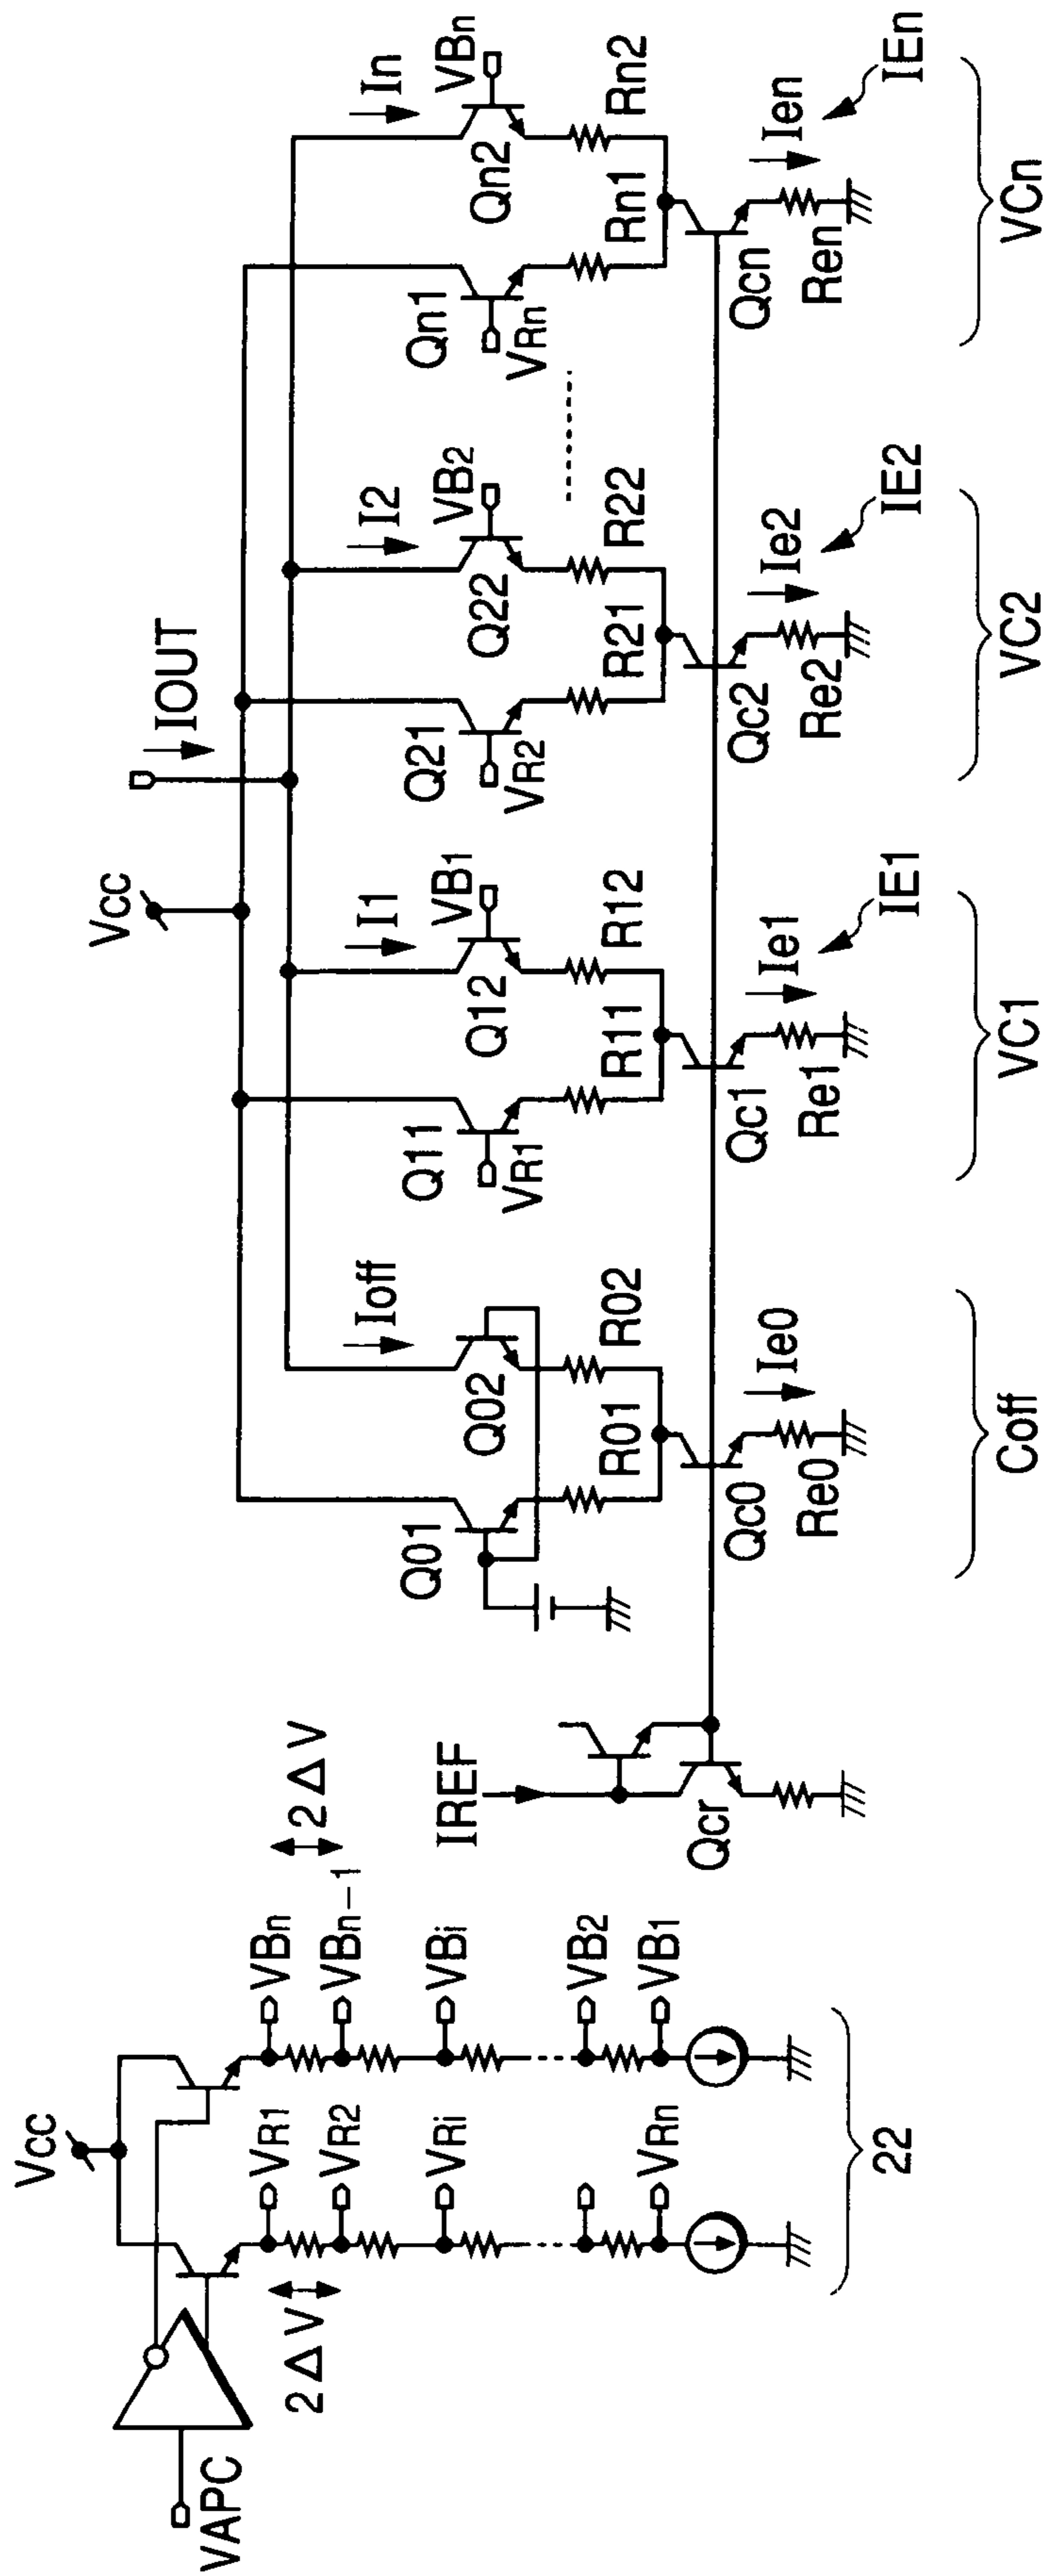 VAPC
Vcc
2ΔV
VR1
VR2
VRi
VRn
VBn
VBn-1
VBi
VB2
VB1
2ΔV
22
IREF
Qcr
Vcc
IOUT
Q01
Q02
Ioff
R01
R02
Qc0
Re0
Ie0
Coff
Q11
VR1
Q12
I1
VB1
R11
R12
Qc1
Re1
Ie1
IE1
VC1
Q21
VR2
Q22
I2
VB2
R21
R22
Qc2
Re2
Ie2
IE2
VC2
Qn1
VRn
Qn2
In
VBn
Rn1
Rn2
Qcn
Ren
Ien
IEn
VCn